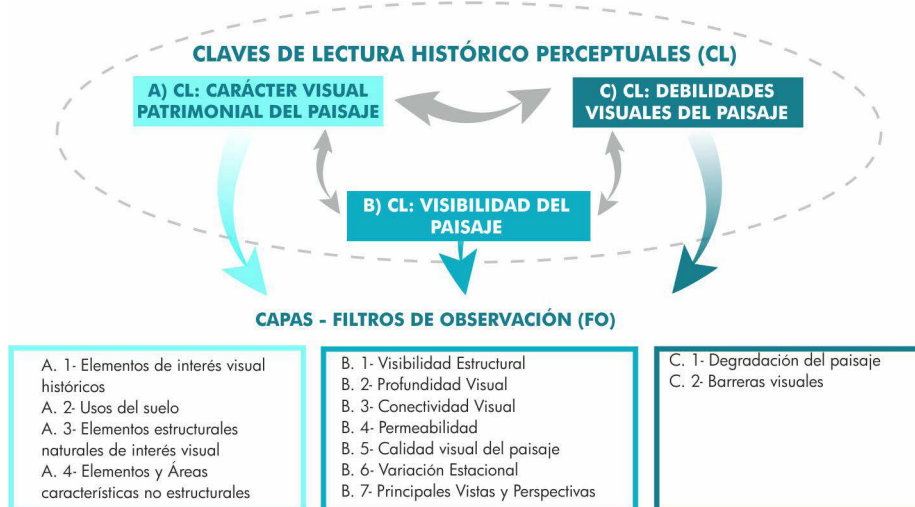 CLAVES DE LECTURA HISTÓRICO PERCEPTUALES (CL)
A) CL: CARÁCTER VISUAL
PATRIMONIAL DEL PAISAJE
C) CL: DEBILIDADES
VISUALES DEL PAISAJE
B) CL: VISIBILIDAD DEL
PAISAJE
CAPAS - FILTROS DE OBSERVACIÓN (FO)
A. 1- Elementos de interés visual
históricos
A. 2- Usos del suelo
A. 3- Elementos estructurales
naturales de interés visual
A. 4- Elementos y Áreas
características no estructurales
B. 1- Visibilidad Estructural
B. 2- Profundidad Visual
B. 3- Conectividad Visual
B. 4- Permeabilidad
B. 5- Calidad visual del paisaje
B. 6- Variación Estacional
B. 7- Principales Vistas y Perspectivas
C. 1- Degradación del paisaje
C. 2- Barreras visuales